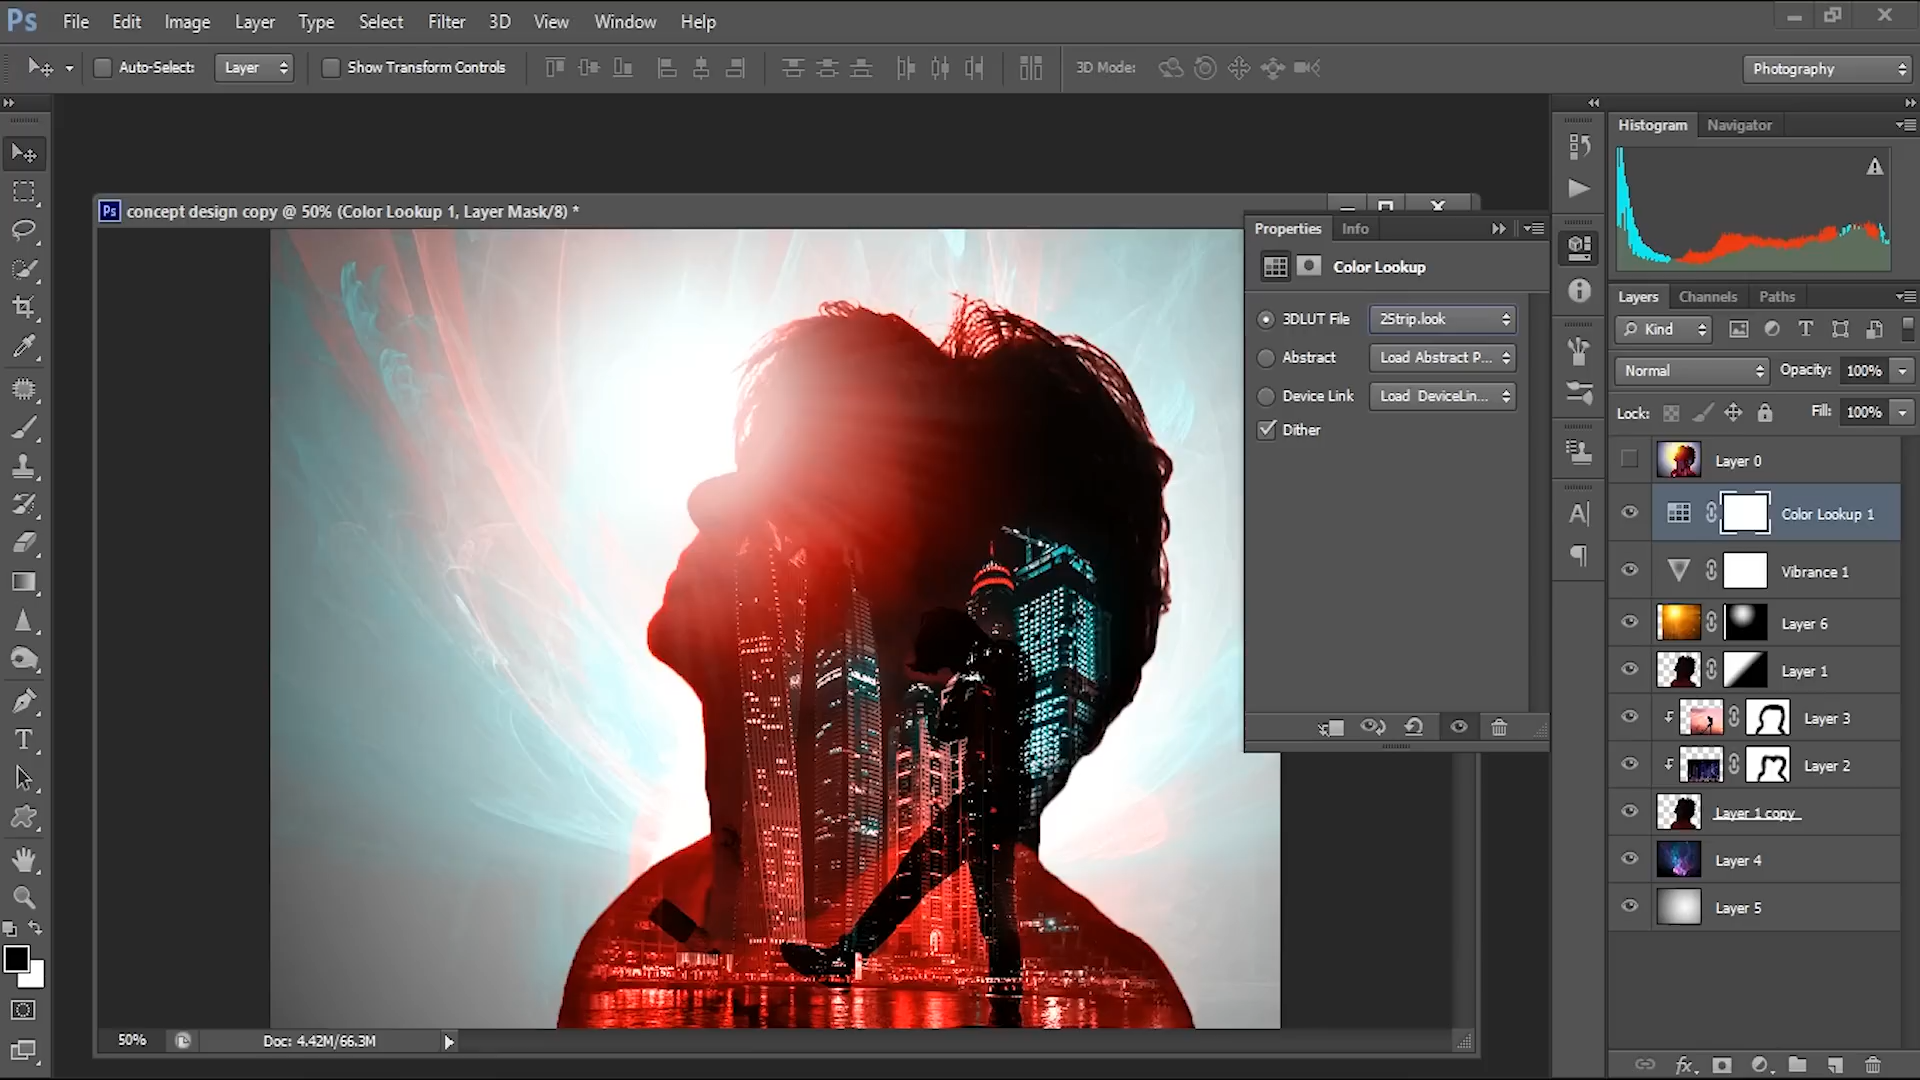 Ps File Edit Image Layer Type Select Filter 3D View Window Help
Auto-Select: Layer Show Transform Controls 3D Mode: Photography
Histogram Navigator
Ps concept design copy @ 50% (Color Lookup 1, Layer Mask/8) *
Properties Info
Color Lookup
3DLUT File 2Strip.look
Abstract Load Abstract P...
Device Link Load DeviceLin...
Dither
Layers Channels Paths
Kind
Normal Opacity: 100%
Lock: Fill: 100%
Layer 0
Color Lookup 1
Vibrance 1
Layer 6
Layer 1
Layer 3
Layer 2
Layer 1 copy
Layer 4
Layer 5
50% Doc: 4.42M/66.3M